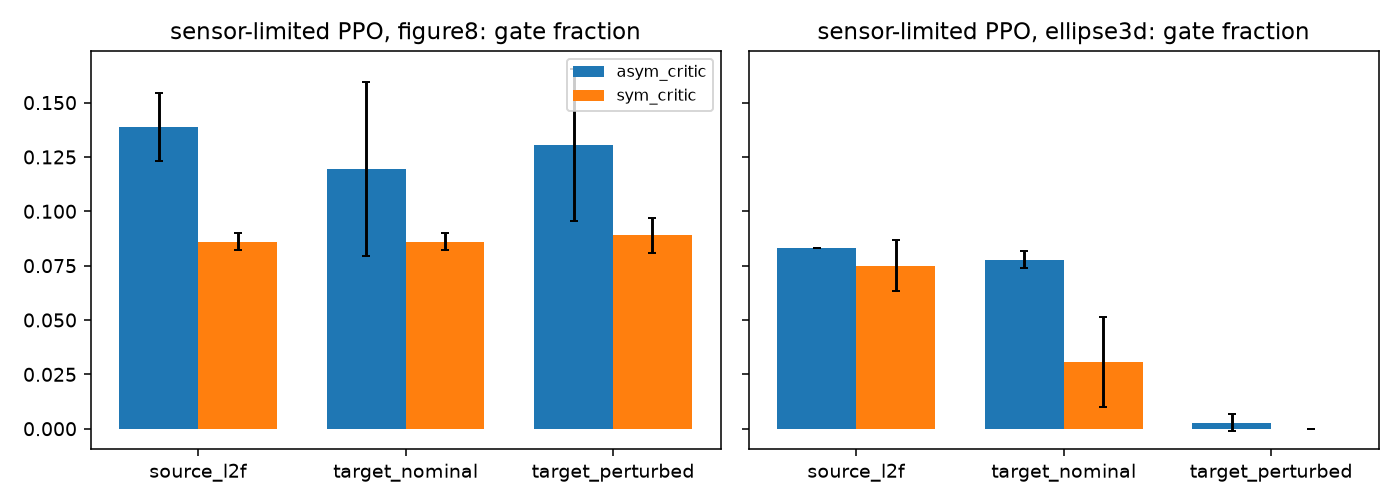 sensor-limited PPO, figure8: gate fraction
sensor-limited PPO, ellipse3d: gate fraction
asym_critic
sym_critic
0.150
0.125
0.100
0.075
0.050
0.025
0.000
source_l2f
target_nominal
target_perturbed
source_l2f
target_nominal
target_perturbed